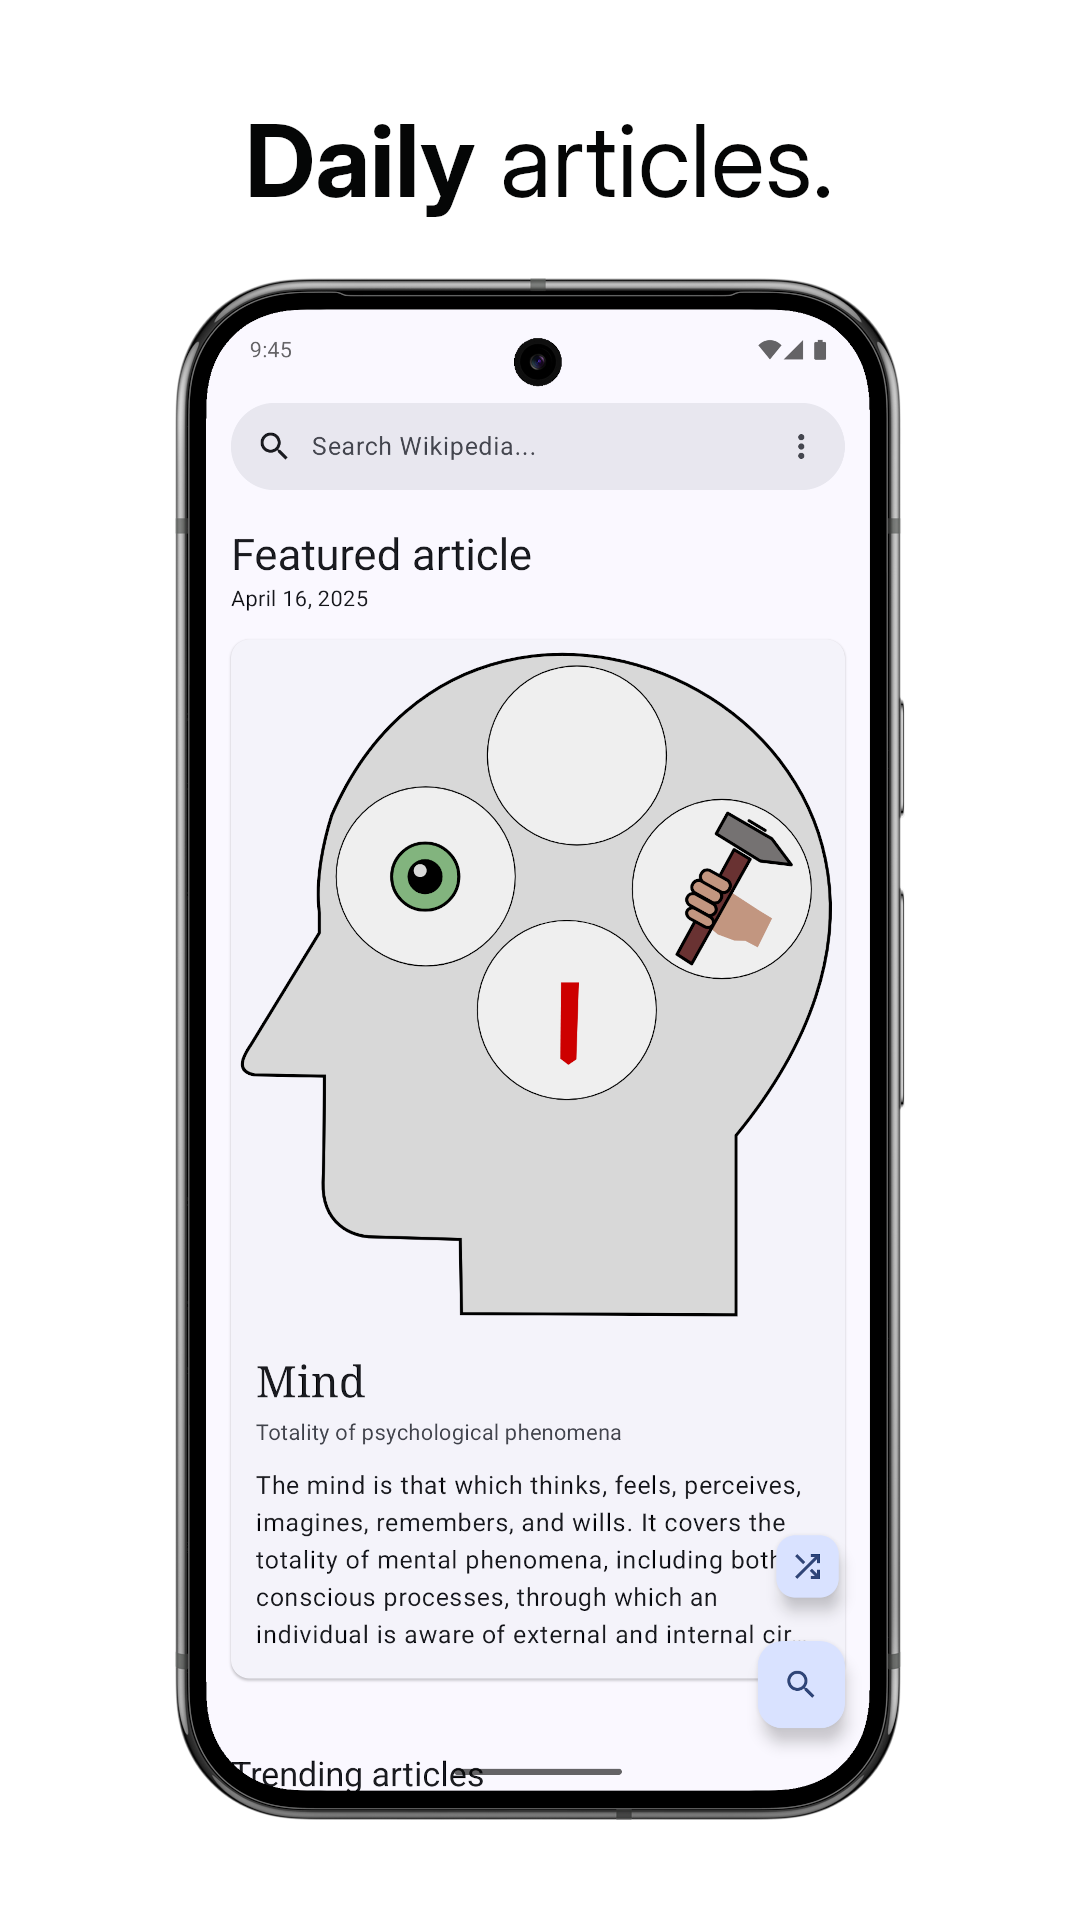 Daily articles.
9:45
Search Wikipedia...
Featured article
April 16, 2025
Mind
Totality of psychological phenomena
The mind is that which thinks, feels, perceives,
imagines, remembers, and wills. It covers the
totality of mental phenomena, including both
conscious processes, through which an
individual is aware of external and internal cir...
Trending articles